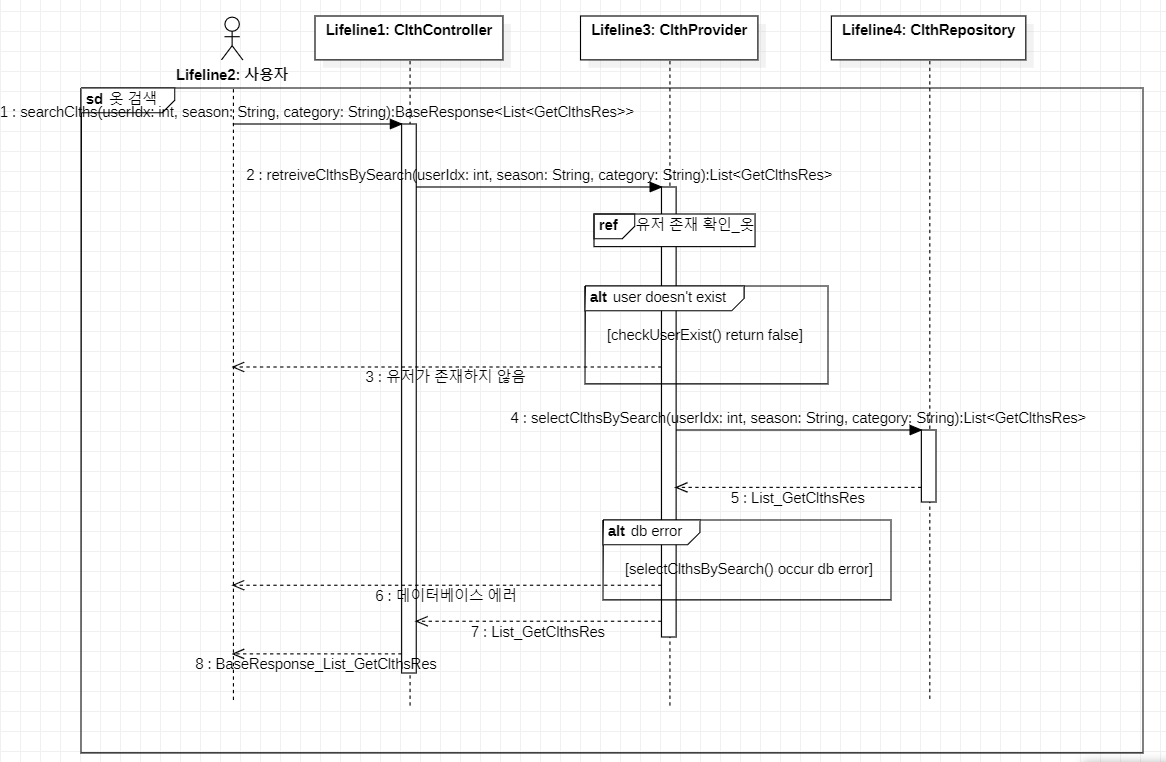 Lifeline2: 사용자
Lifeline1: ClthController
Lifeline3: ClthProvider
Lifeline4: ClthRepository
sd 옷 검색
1 : searchClths(userIdx: int, season: String, category: String):BaseResponse<List<GetClthsRes>>
2 : retreiveClthsBySearch(userIdx: int, season: String, category: String):List<GetClthsRes>
ref 유저 존재 확인_옷
alt user doesn't exist
[checkUserExist() return false]
3 : 유저가 존재하지 않음
4 : selectClthsBySearch(userIdx: int, season: String, category: String):List<GetClthsRes>
5 : List_GetClthsRes
alt db error
[selectClthsBySearch() occur db error]
6 : 데이터베이스 에러
7 : List_GetClthsRes
8 : BaseResponse_List_GetClthsRes